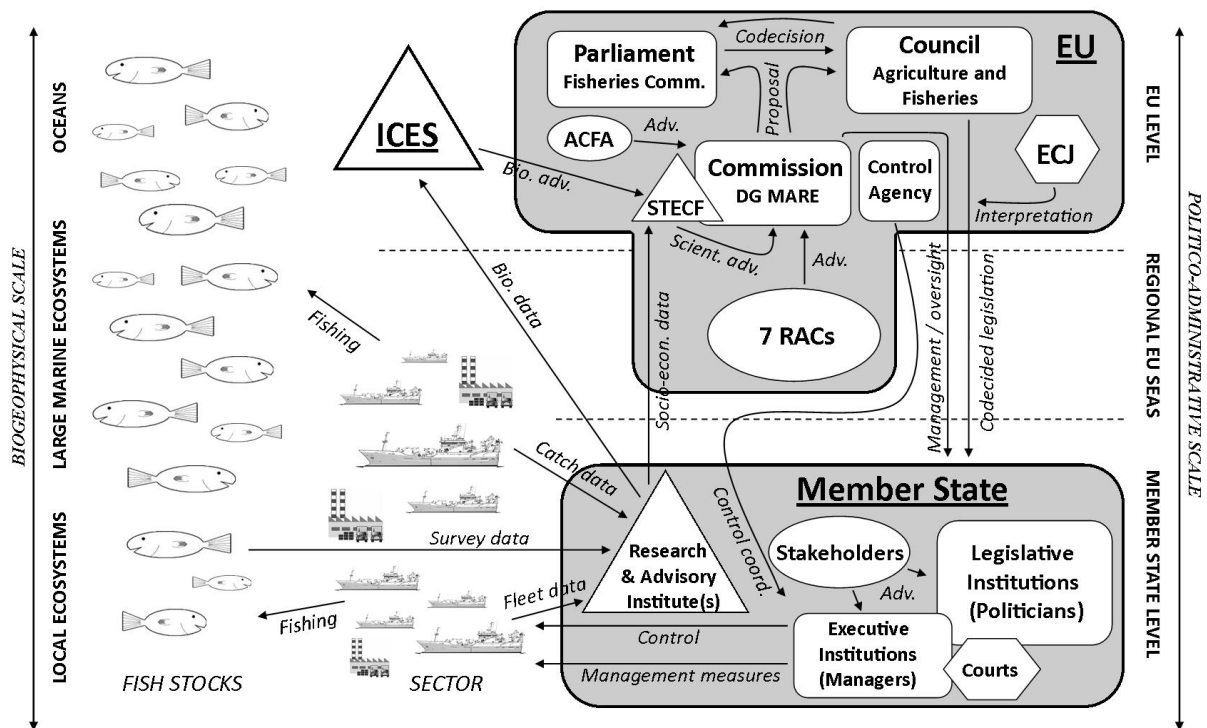 BIOGEOPHYSICAL SCALE
OCEANS
LARGE MARINE ECOSYSTEMS
LOCAL ECOSYSTEMS
FISH STOCKS
SECTOR
ICES
Bio. adv.
Bio. data
Fishing
Catch data
Survey data
Fleet data
Fishing
EU
Parliament
Fisheries Comm.
Codecision
Council
Agriculture and
Fisheries
Proposal
ACFA
Adv.
STECF
Commission
DG MARE
Control
Agency
ECJ
Interpretation
Scient. adv.
Adv.
7 RACs
Socio-econ. data
Management / oversight
Codecided legislation
Control coord.
Member State
Research
& Advisory
Institute(s)
Stakeholders
Adv.
Legislative
Institutions
(Politicians)
Executive
Institutions
(Managers)
Courts
Control
Management measures
EU LEVEL
REGIONAL EU SEAS
MEMBER STATE LEVEL
POLITICO-ADMINISTRATIVE SCALE